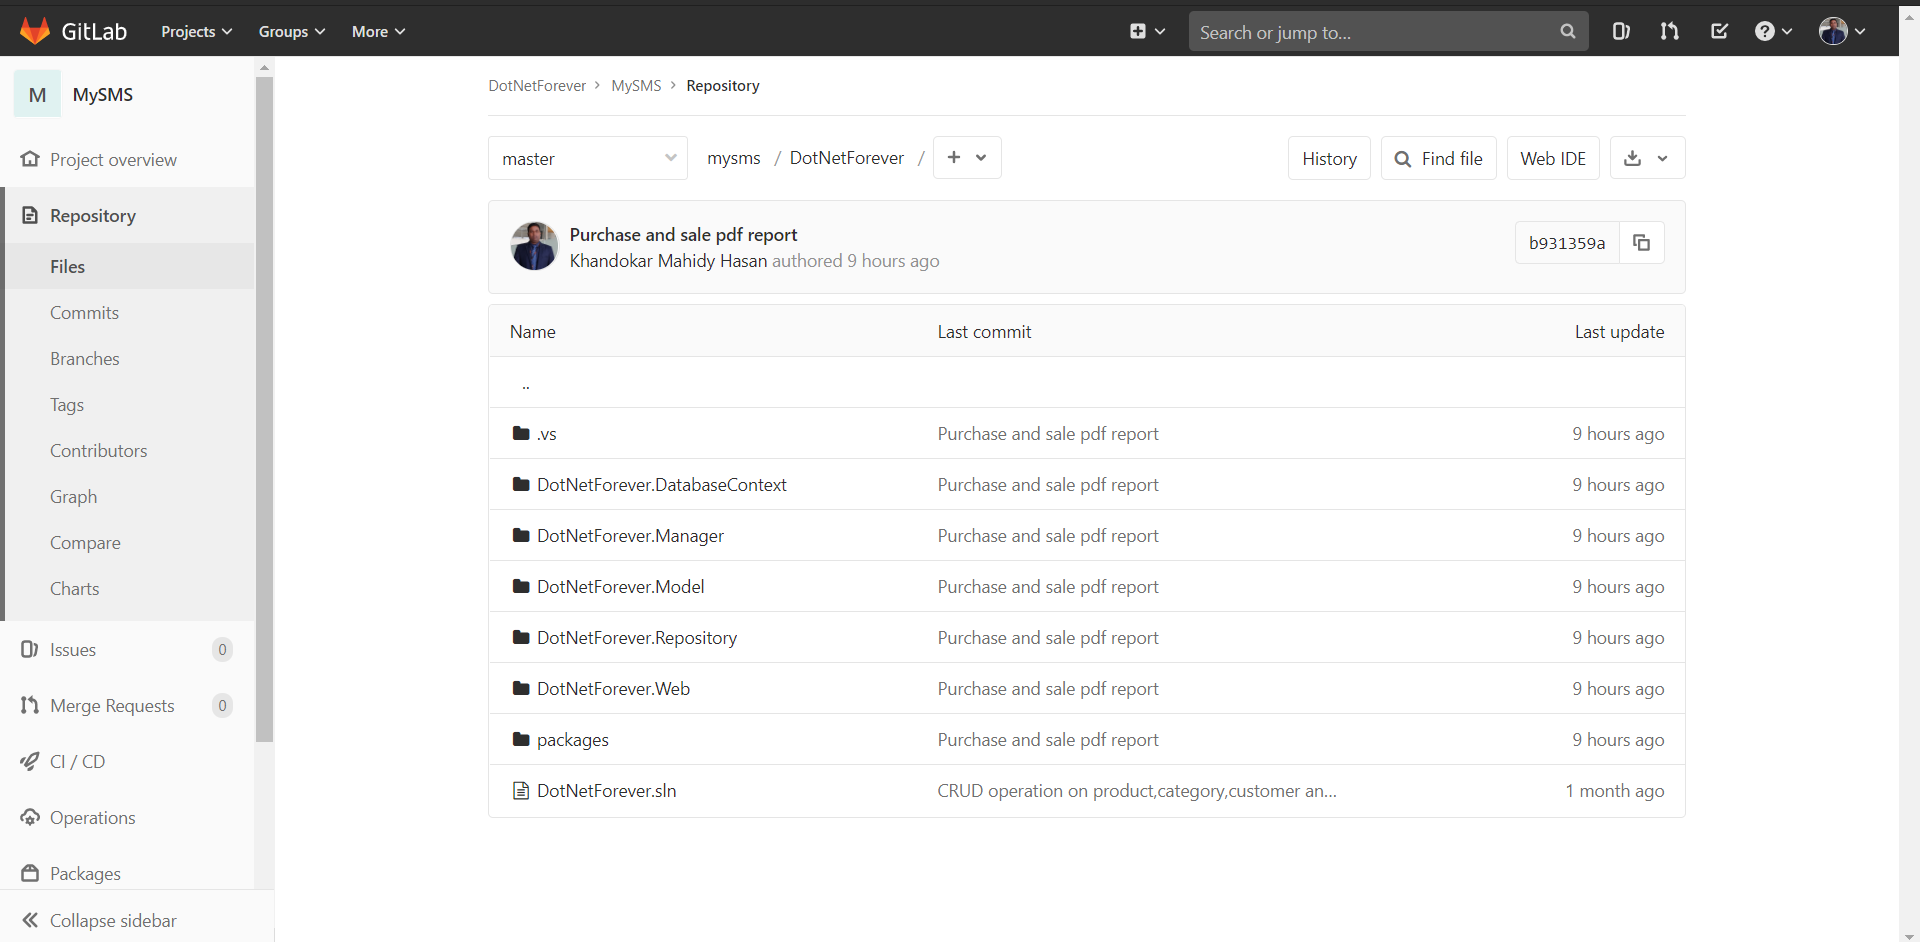 GitLab Projects Groups More Search or jump to...
M MySMS
Project overview
Repository
Files
Commits
Branches
Tags
Contributors
Graph
Compare
Charts
Issues 0
Merge Requests 0
CI / CD
Operations
Packages
Collapse sidebar
DotNetForever > MySMS > Repository
master mysms / DotNetForever / + History Find file Web IDE
Purchase and sale pdf report
Khandokar Mahidy Hasan authored 9 hours ago
b931359a
Name Last commit Last update
..
.vs Purchase and sale pdf report 9 hours ago
DotNetForever.DatabaseContext Purchase and sale pdf report 9 hours ago
DotNetForever.Manager Purchase and sale pdf report 9 hours ago
DotNetForever.Model Purchase and sale pdf report 9 hours ago
DotNetForever.Repository Purchase and sale pdf report 9 hours ago
DotNetForever.Web Purchase and sale pdf report 9 hours ago
packages Purchase and sale pdf report 9 hours ago
DotNetForever.sln CRUD operation on product,category,customer an... 1 month ago